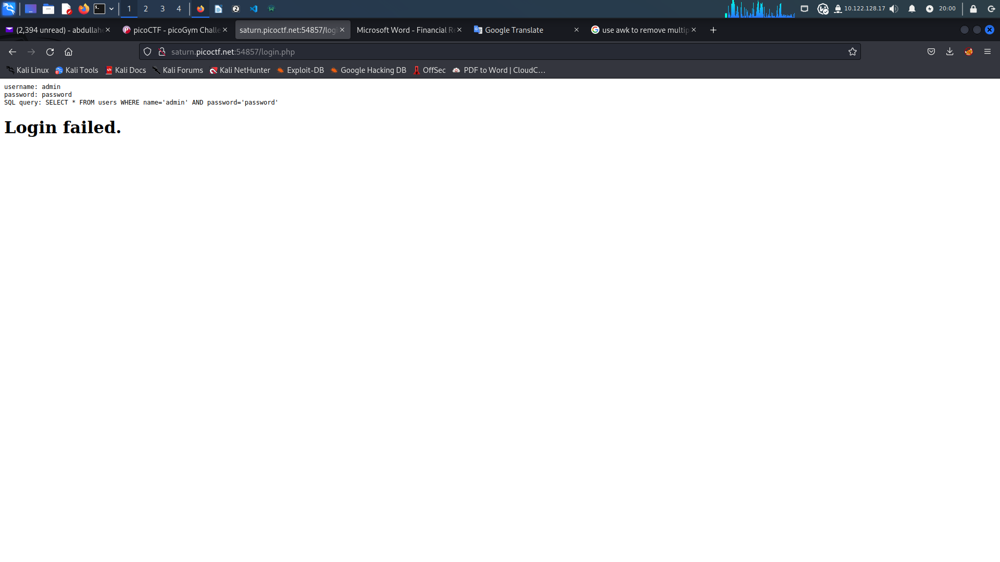 1 2 3 4 10.122.128.17 20:00
(2,394 unread) - abdullah picoCTF - picoGym Challe saturn.picoctf.net:54857/logi Microsoft Word - Financial Re Google Translate use awk to remove multip
saturn.picoctf.net:54857/login.php
Kali Linux Kali Tools Kali Docs Kali Forums Kali NetHunter Exploit-DB Google Hacking DB OffSec PDF to Word | CloudC…
username: admin
password: password
SQL query: SELECT * FROM users WHERE name='admin' AND password='password'
Login failed.